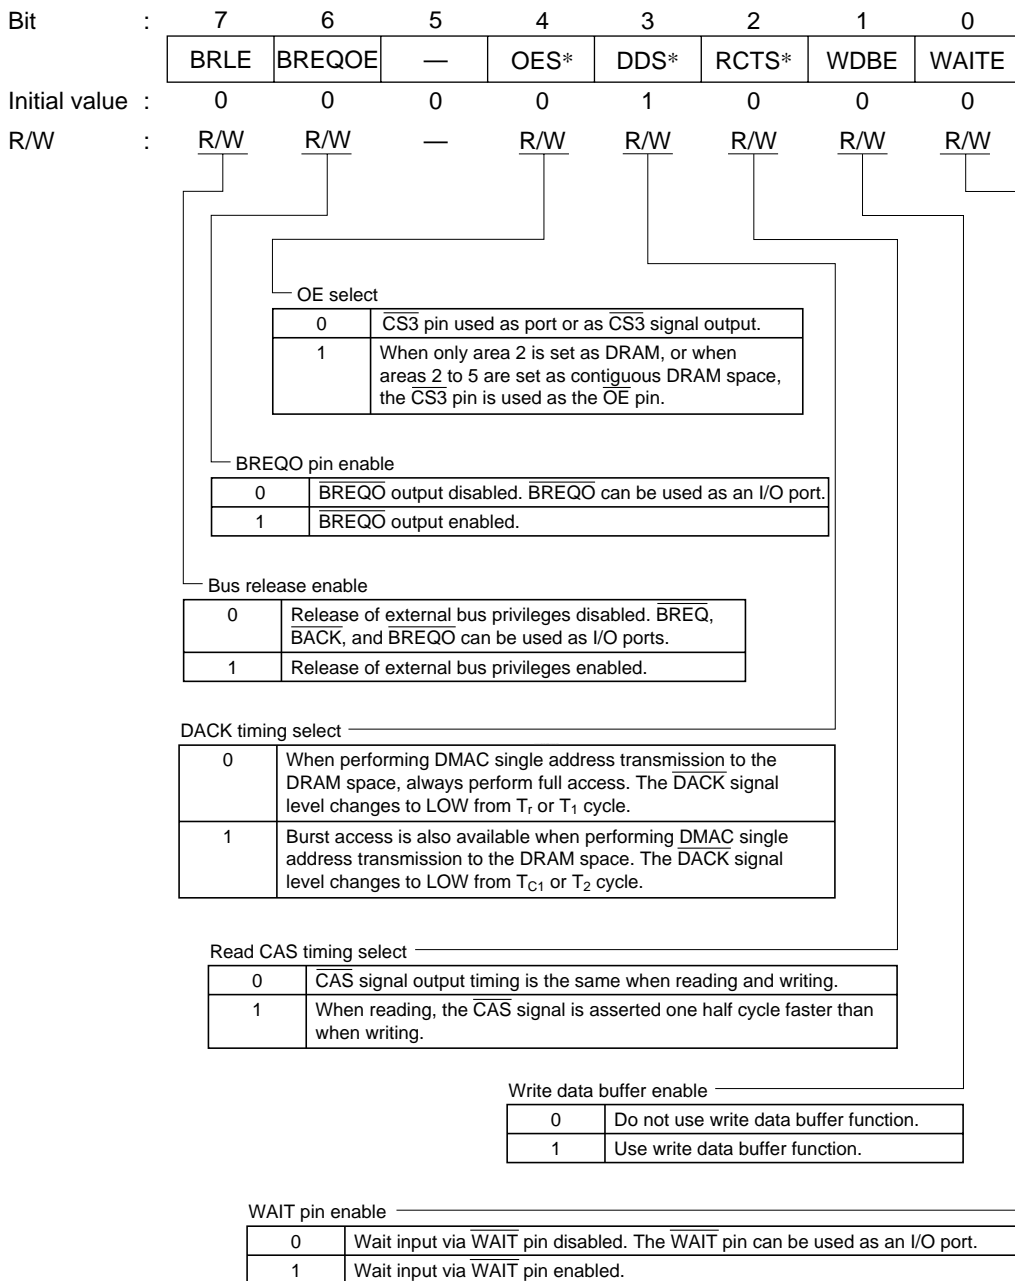 Bit : 7 6 5 4 3 2 1 0
BRLE BREQOE — OES* DDS* RCTS* WDBE WAITE
Initial value : 0 0 0 0 1 0 0 0
R/W : R/W R/W — R/W R/W R/W R/W R/W
OE select
0 CS3 pin used as port or as CS3 signal output.
1 When only area 2 is set as DRAM, or when
areas 2 to 5 are set as contiguous DRAM space,
the CS3 pin is used as the OE pin.
BREQO pin enable
0 BREQO output disabled. BREQO can be used as an I/O port.
1 BREQO output enabled.
Bus release enable
0 Release of external bus privileges disabled. BREQ,
BACK, and BREQO can be used as I/O ports.
1 Release of external bus privileges enabled.
DACK timing select
0 When performing DMAC single address transmission to the
DRAM space, always perform full access. The DACK signal
level changes to LOW from Tr or T1 cycle.
1 Burst access is also available when performing DMAC single
address transmission to the DRAM space. The DACK signal
level changes to LOW from TC1 or T2 cycle.
Read CAS timing select
0 CAS signal output timing is the same when reading and writing.
1 When reading, the CAS signal is asserted one half cycle faster than
when writing.
Write data buffer enable
0 Do not use write data buffer function.
1 Use write data buffer function.
WAIT pin enable
0 Wait input via WAIT pin disabled. The WAIT pin can be used as an I/O port.
1 Wait input via WAIT pin enabled.